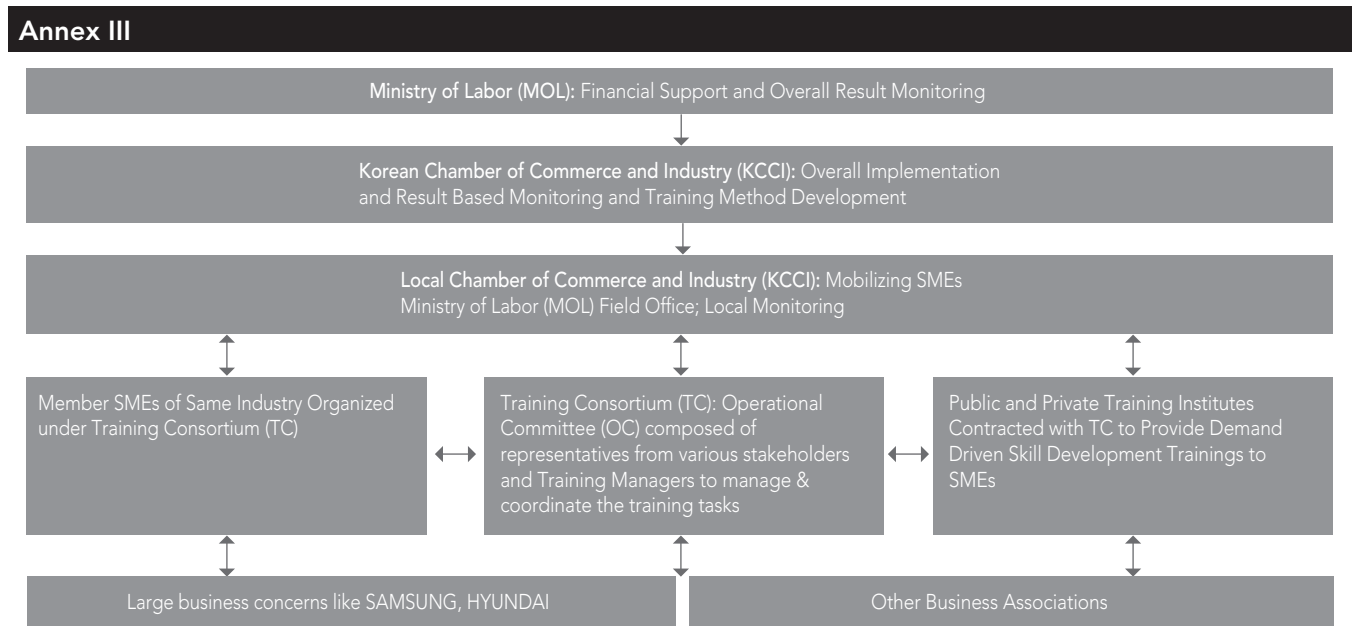 Annex III
Ministry of Labor (MOL): Financial Support and Overall Result Monitoring
Korean Chamber of Commerce and Industry (KCCI): Overall Implementation
and Result Based Monitoring and Training Method Development
Local Chamber of Commerce and Industry (KCCI): Mobilizing SMEs
Ministry of Labor (MOL) Field Office; Local Monitoring
Member SMEs of Same Industry Organized
under Training Consortium (TC)
Training Consortium (TC): Operational
Committee (OC) composed of
representatives from various stakeholders
and Training Managers to manage &
coordinate the training tasks
Public and Private Training Institutes
Contracted with TC to Provide Demand
Driven Skill Development Trainings to
SMEs
Large business concerns like SAMSUNG, HYUNDAI
Other Business Associations